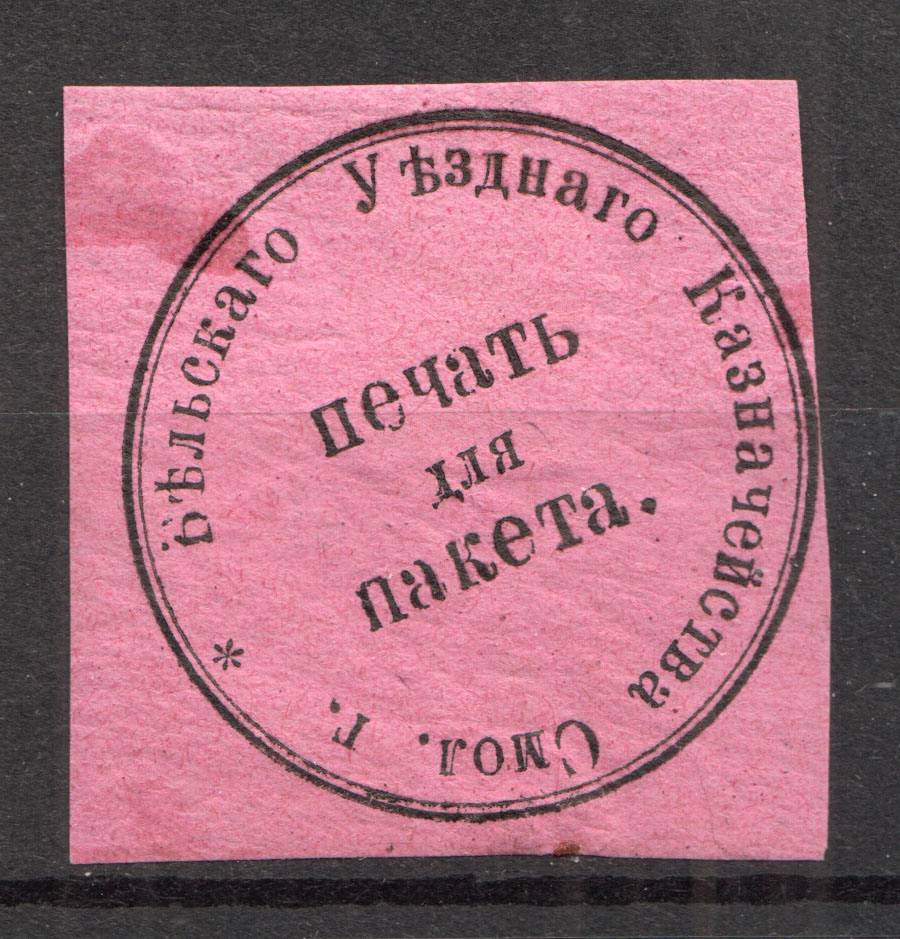 Бѣльскаго Уѣзднаго Казначейства Смол. г. *
печать
для
пакета.